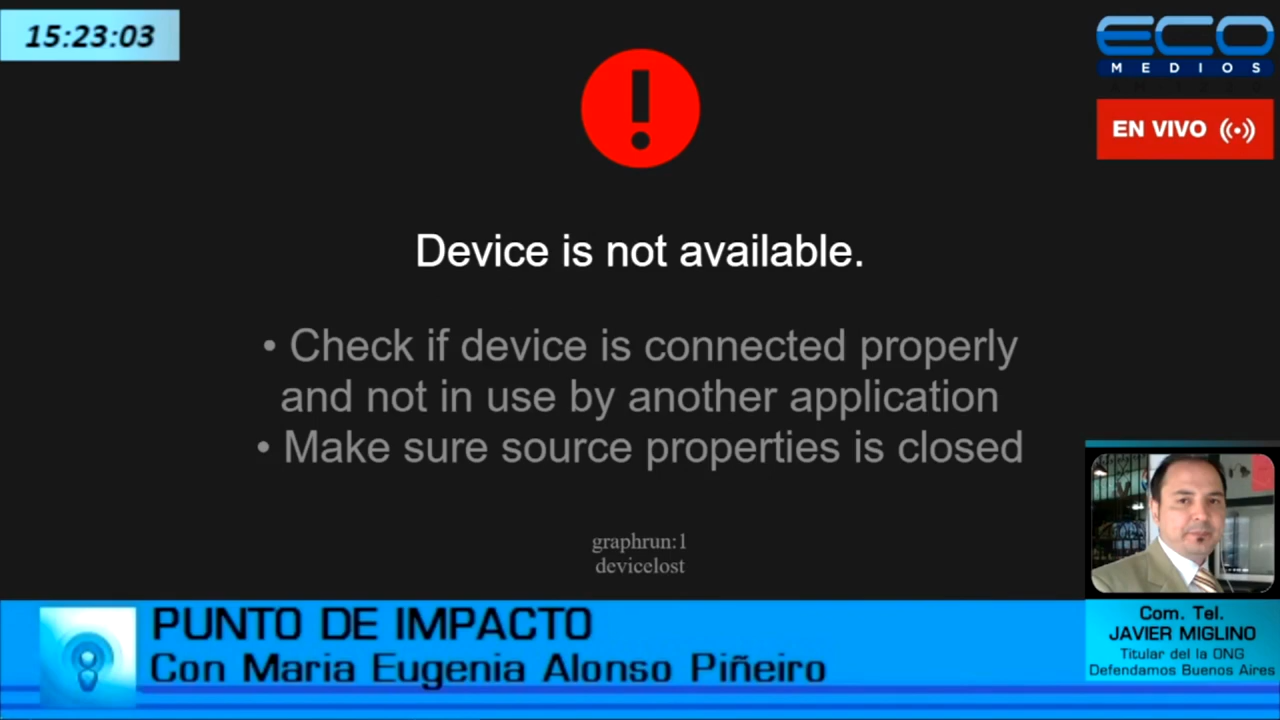 15:23:03
ECO
MEDIOS
EN VIVO
!
Device is not available.
• Check if device is connected properly
and not in use by another application
• Make sure source properties is closed
graphrun:1
devicelost
PUNTO DE IMPACTO
Con Maria Eugenia Alonso Piñeiro
Com. Tel.
JAVIER MIGLINO
Titular del la ONG
Defendamos Buenos Aires